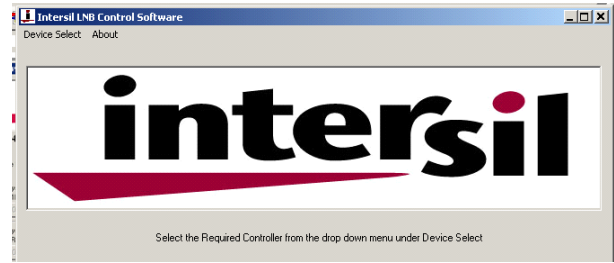 Intersil LNB Control Software
Device Select About
intersil
Select the Required Controller from the drop down menu under Device Select